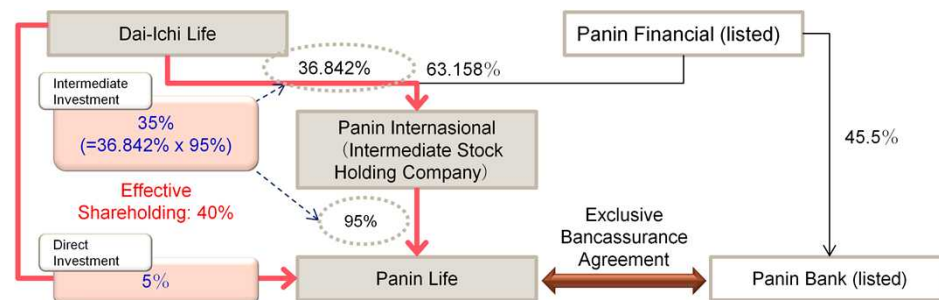 Dai-Ichi Life
Panin Financial (listed)
36.842%
63.158%
Intermediate
Investment
35%
(=36.842% x 95%)
Panin Internasional
（Intermediate Stock
Holding Company）
45.5%
Effective
Shareholding: 40%
95%
Exclusive
Bancassurance
Agreement
Direct
Investment
5%
Panin Life
Panin Bank (listed)